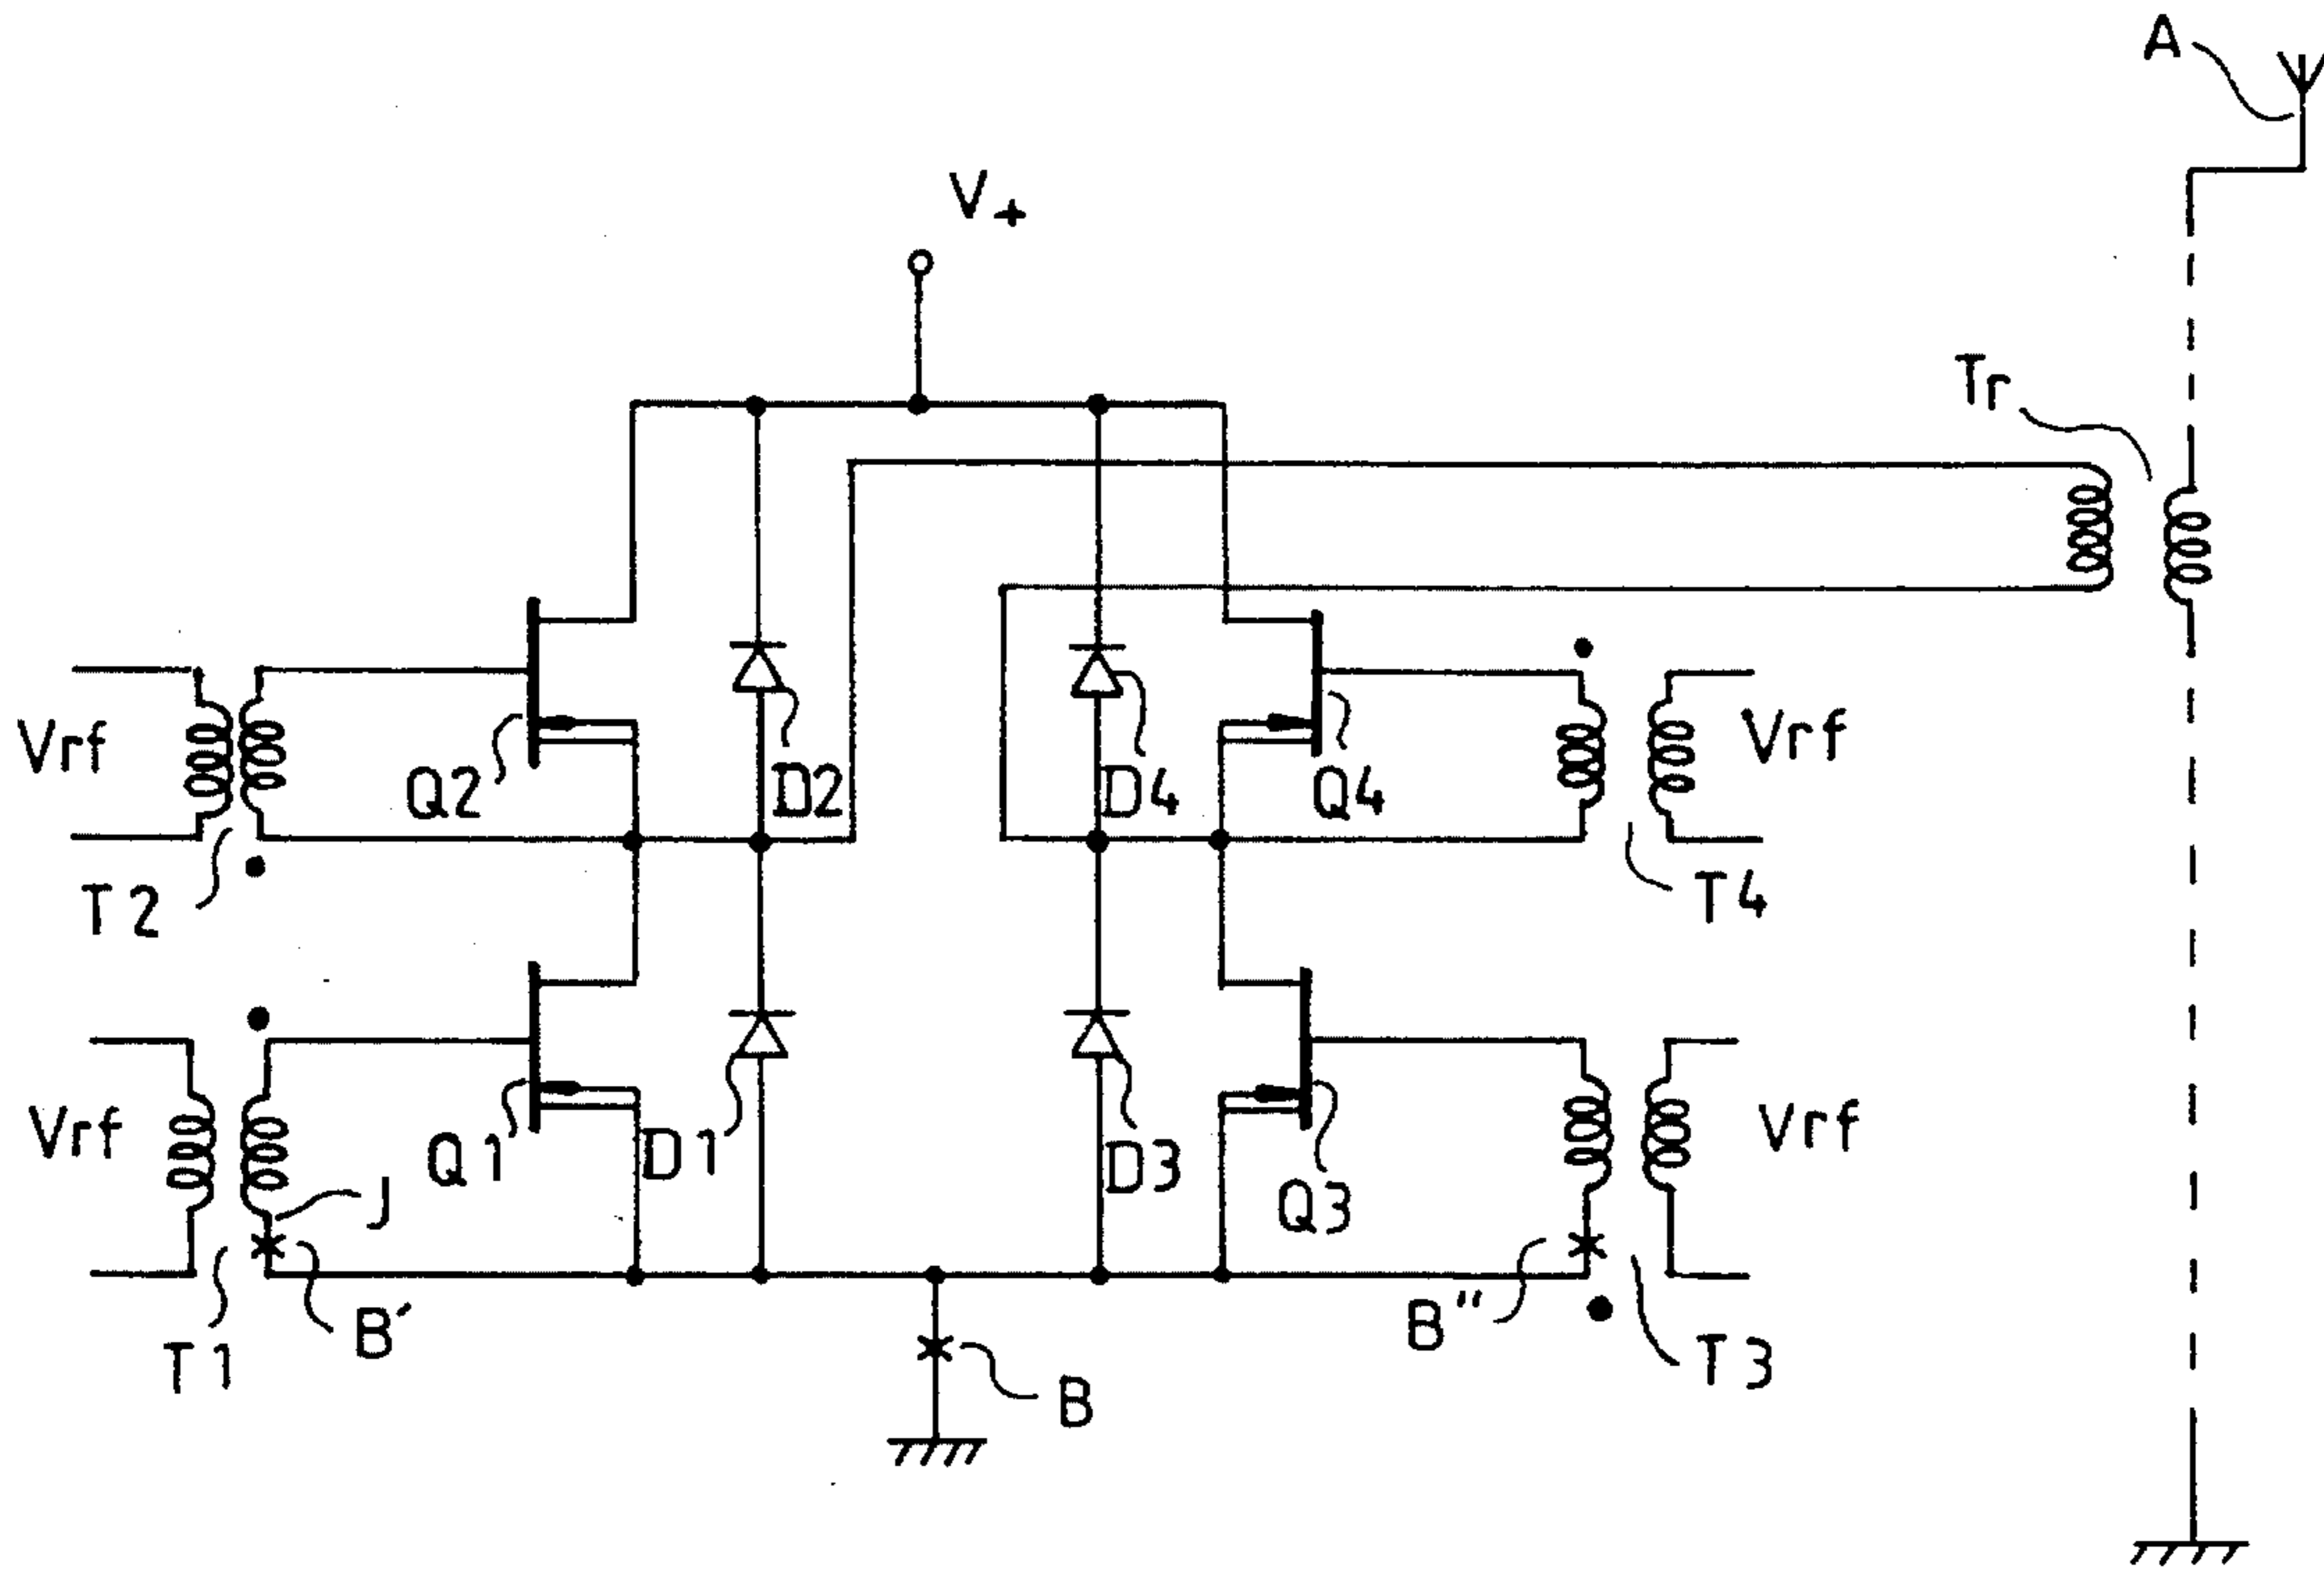 A
V+
Tr
Vrf
Q2
D2
D4
Q4
Vrf
T2
T4
Vrf
Q1
D1
D3
Q3
Vrf
J
T1
B′
B
B″
T3